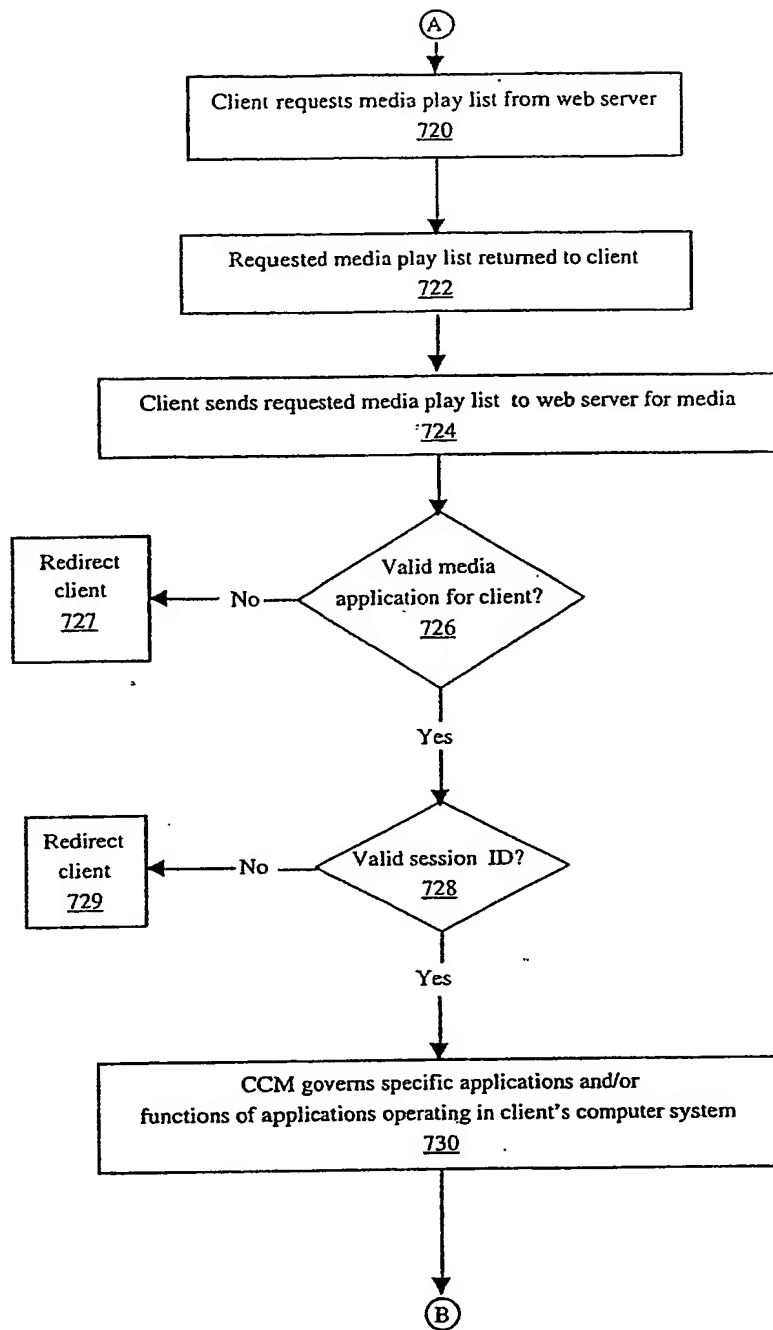 A
Client requests media play list from web server
720
Requested media play list returned to client
722
Client sends requested media play list to web server for media
724
Valid media
application for client?
726
No
Redirect
client
727
Yes
Valid session ID?
728
No
Redirect
client
729
Yes
CCM governs specific applications and/or
functions of applications operating in client's computer system
730
B